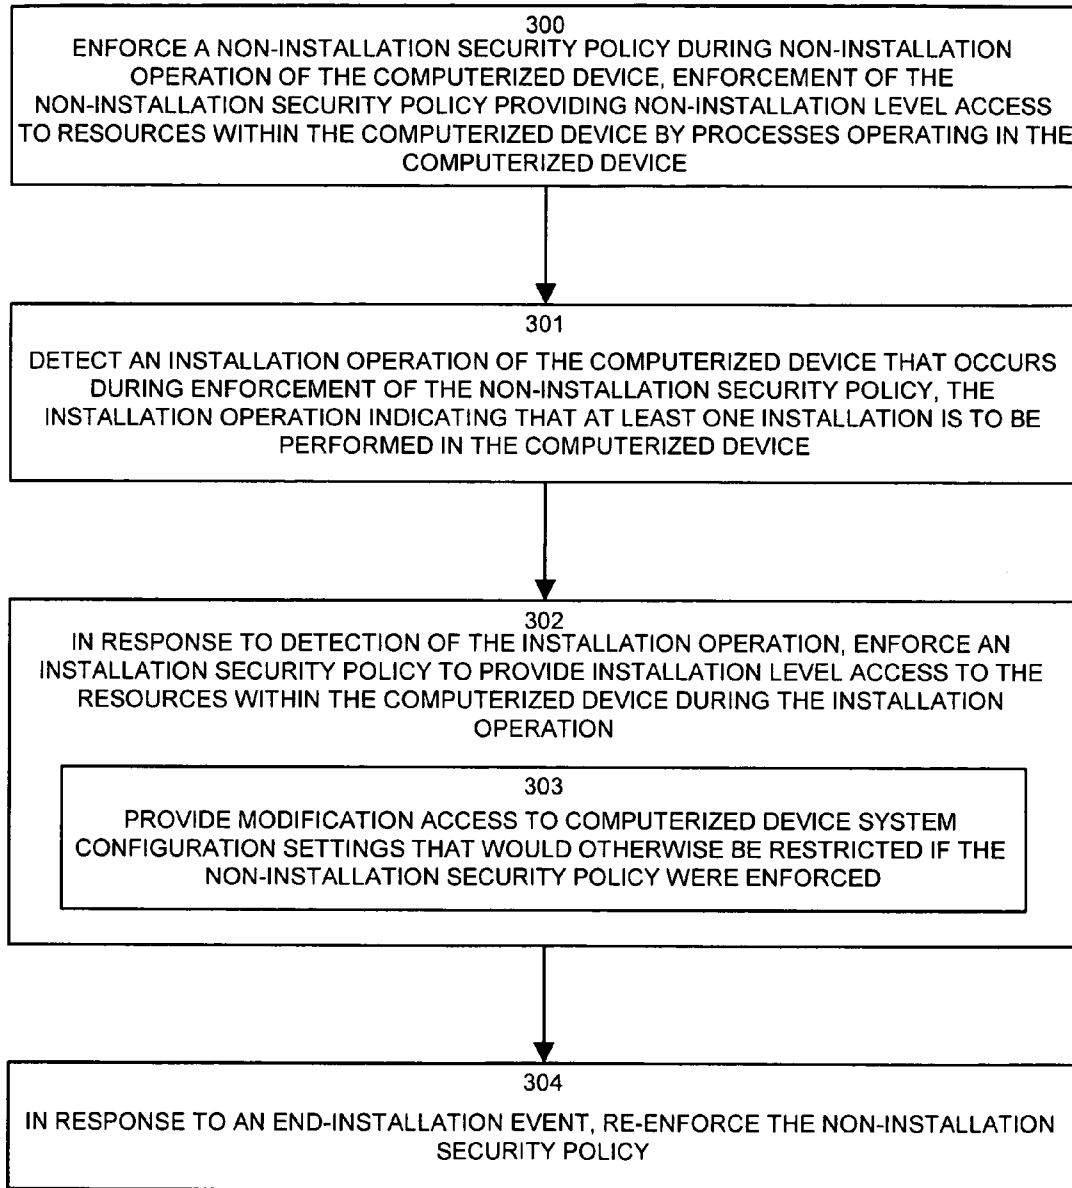 300
ENFORCE A NON-INSTALLATION SECURITY POLICY DURING NON-INSTALLATION
OPERATION OF THE COMPUTERIZED DEVICE, ENFORCEMENT OF THE
NON-INSTALLATION SECURITY POLICY PROVIDING NON-INSTALLATION LEVEL ACCESS
TO RESOURCES WITHIN THE COMPUTERIZED DEVICE BY PROCESSES OPERATING IN THE
COMPUTERIZED DEVICE
301
DETECT AN INSTALLATION OPERATION OF THE COMPUTERIZED DEVICE THAT OCCURS
DURING ENFORCEMENT OF THE NON-INSTALLATION SECURITY POLICY, THE
INSTALLATION OPERATION INDICATING THAT AT LEAST ONE INSTALLATION IS TO BE
PERFORMED IN THE COMPUTERIZED DEVICE
302
IN RESPONSE TO DETECTION OF THE INSTALLATION OPERATION, ENFORCE AN
INSTALLATION SECURITY POLICY TO PROVIDE INSTALLATION LEVEL ACCESS TO THE
RESOURCES WITHIN THE COMPUTERIZED DEVICE DURING THE INSTALLATION
OPERATION
303
PROVIDE MODIFICATION ACCESS TO COMPUTERIZED DEVICE SYSTEM
CONFIGURATION SETTINGS THAT WOULD OTHERWISE BE RESTRICTED IF THE
NON-INSTALLATION SECURITY POLICY WERE ENFORCED
304
IN RESPONSE TO AN END-INSTALLATION EVENT, RE-ENFORCE THE NON-INSTALLATION
SECURITY POLICY